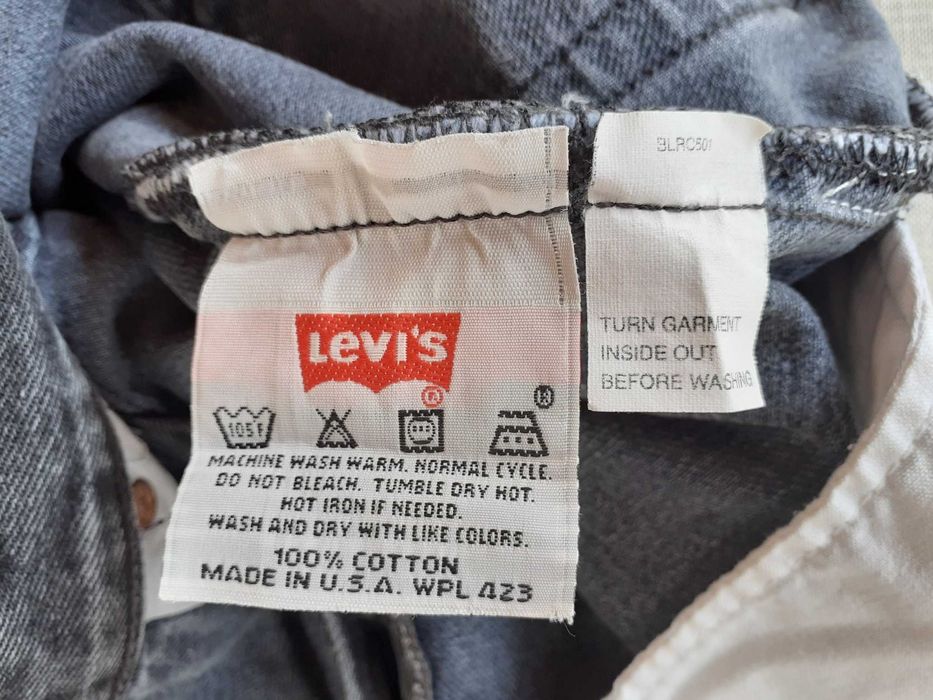 Levi's
®
105F
MACHINE WASH WARM. NORMAL CYCLE.
DO NOT BLEACH. TUMBLE DRY HOT.
HOT IRON IF NEEDED.
WASH AND DRY WITH LIKE COLORS.
100% COTTON
MADE IN U.S.A. WPL 423
BLRC501
TURN GARMENT
INSIDE OUT
BEFORE WASHING